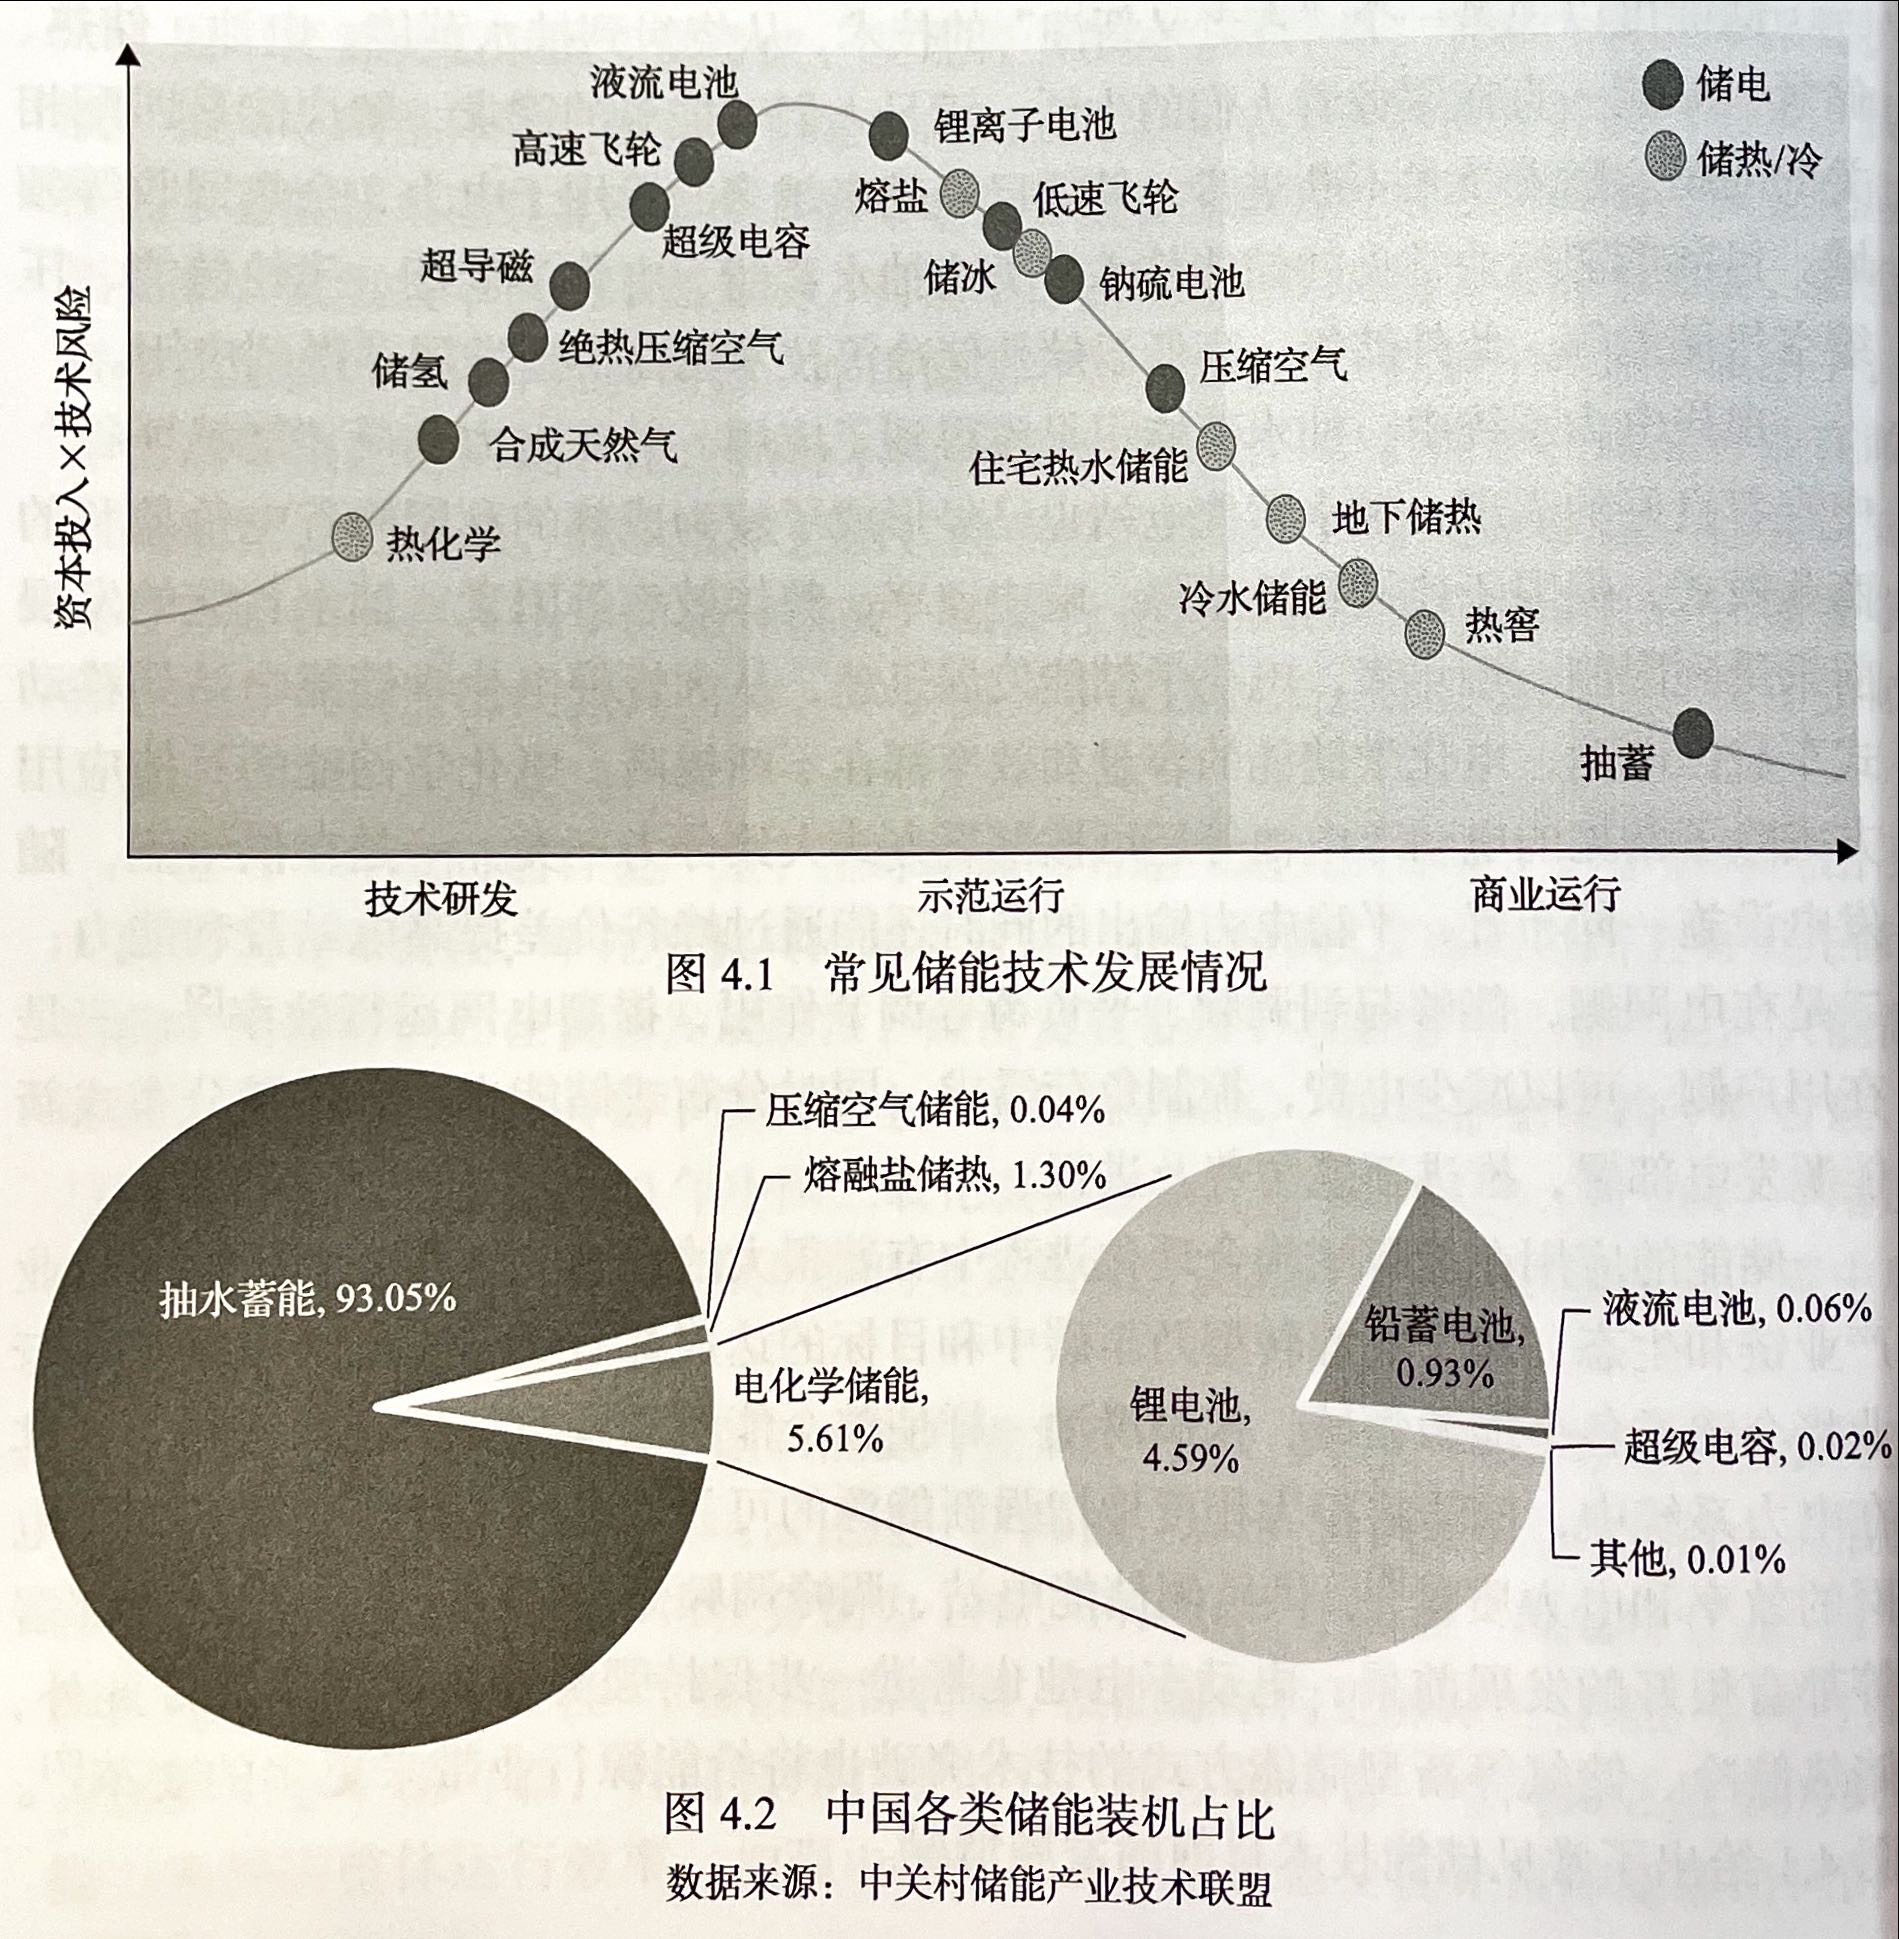 液流电池
储电
高速飞轮
锂离子电池
储热/冷
熔盐
低速飞轮
超级电容
超导磁
储冰
钠硫电池
绝热压缩空气
储氢
压缩空气
合成天然气
住宅热水储能
热化学
地下储热
冷水储能
热窖
抽蓄
资本投入×技术风险
技术研发
示范运行
商业运行
图 4.1 常见储能技术发展情况
压缩空气储能, 0.04%
熔融盐储热, 1.30%
抽水蓄能, 93.05%
电化学储能,
5.61%
锂电池,
4.59%
铅蓄电池,
0.93%
液流电池, 0.06%
超级电容, 0.02%
其他, 0.01%
图 4.2 中国各类储能装机占比
数据来源：中关村储能产业技术联盟